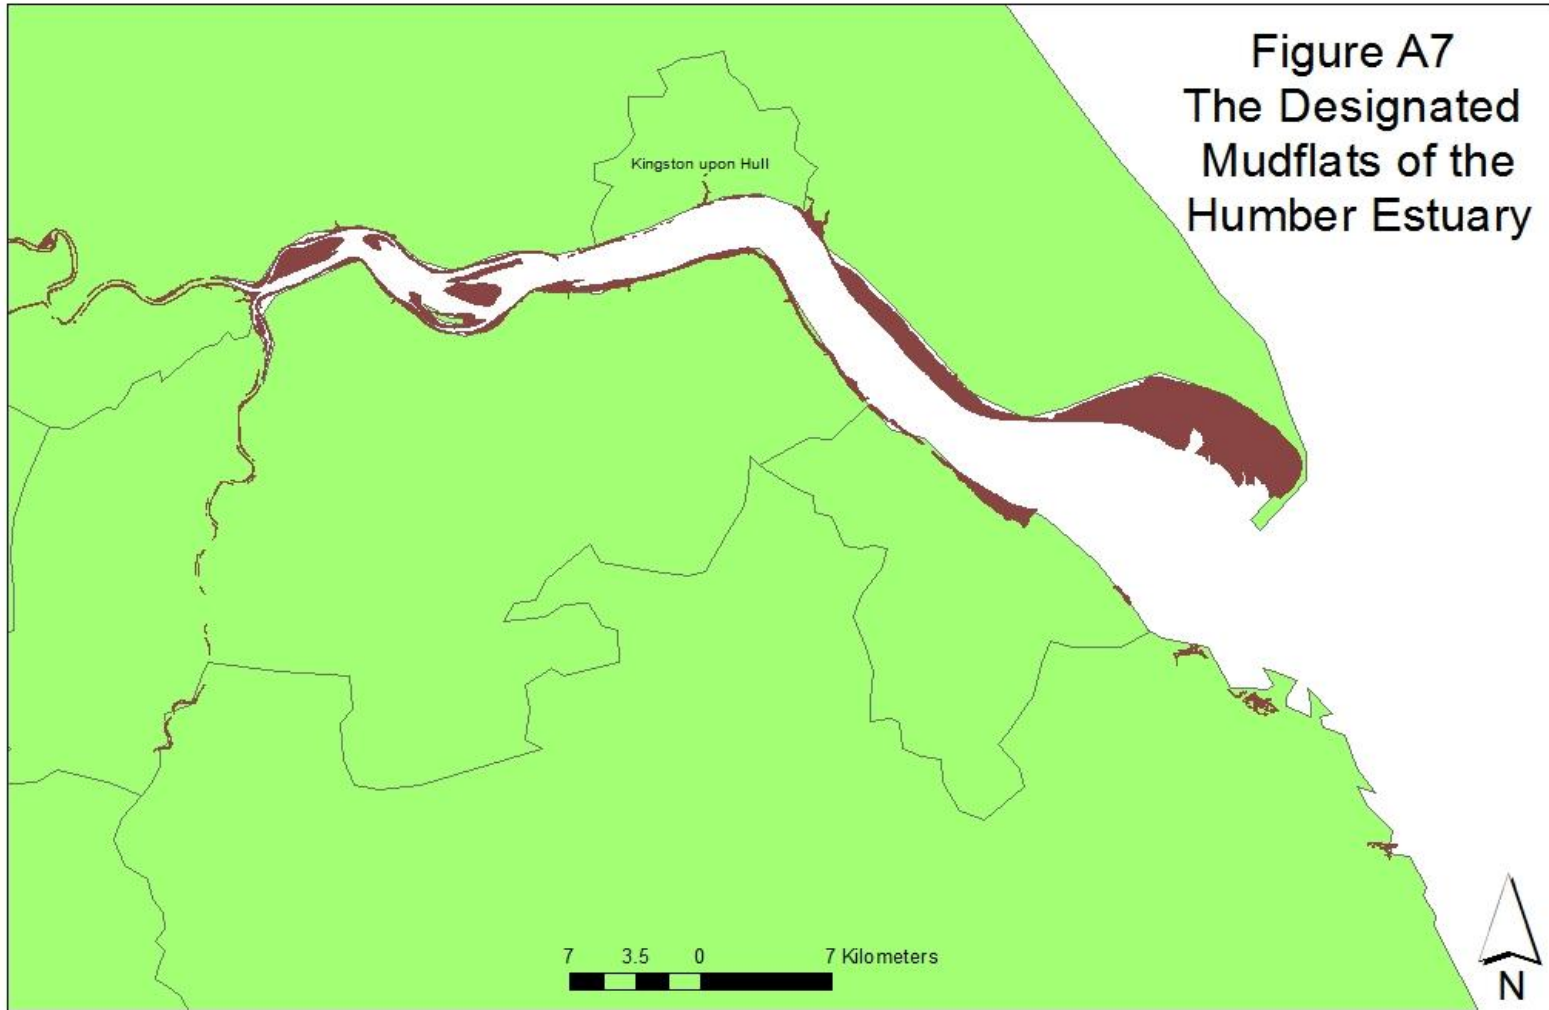 Figure A7
The Designated
Mudflats of the
Humber Estuary
Kingston upon Hull
7 3.5 0 7 Kilometers
N